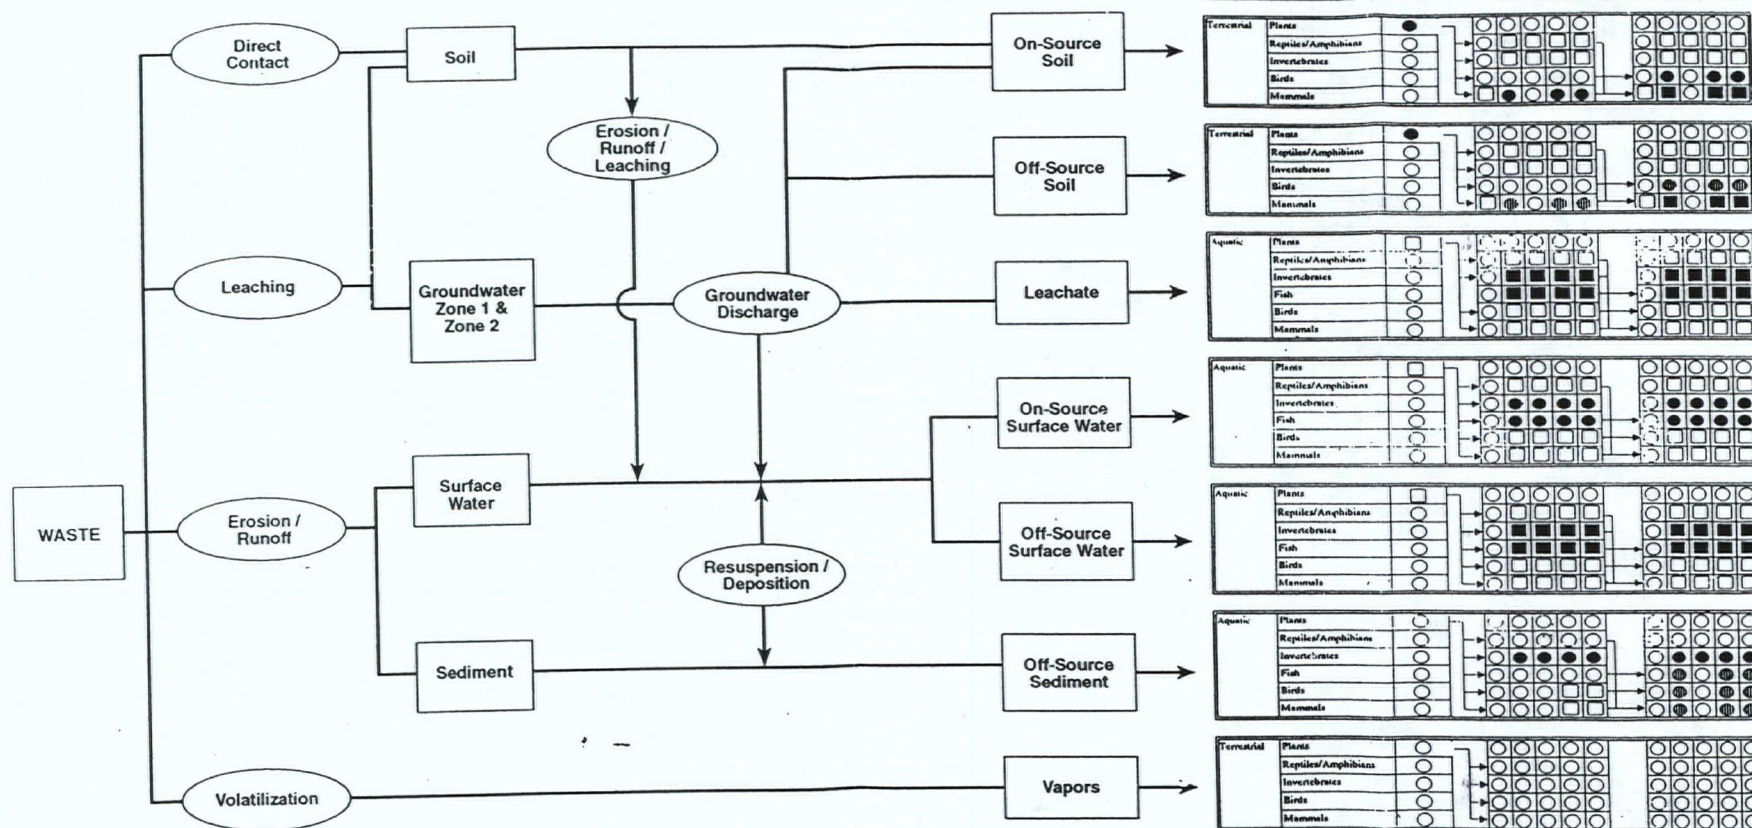 Direct
Contact
Soil
On-Source
Soil
Terrestrial
Plants
Reptiles/Amphibians
Invertebrates
Birds
Mammals
Erosion /
Runoff /
Leaching
Off-Source
Soil
Terrestrial
Plants
Reptiles/Amphibians
Invertebrates
Birds
Mammals
Leaching
Groundwater
Zone 1 &
Zone 2
Groundwater
Discharge
Leachate
Aquatic
Plants
Reptiles/Amphibians
Invertebrates
Fish
Birds
Mammals
On-Source
Surface Water
Aquatic
Plants
Reptiles/Amphibians
Invertebrates
Fish
Birds
Mammals
WASTE
Erosion /
Runoff
Surface
Water
Off-Source
Surface Water
Aquatic
Plants
Reptiles/Amphibians
Invertebrates
Fish
Birds
Mammals
Resuspension /
Deposition
Sediment
Off-Source
Sediment
Aquatic
Plants
Reptiles/Amphibians
Invertebrates
Fish
Birds
Mammals
Volatilization
Vapors
Terrestrial
Plants
Reptiles/Amphibians
Invertebrates
Birds
Mammals